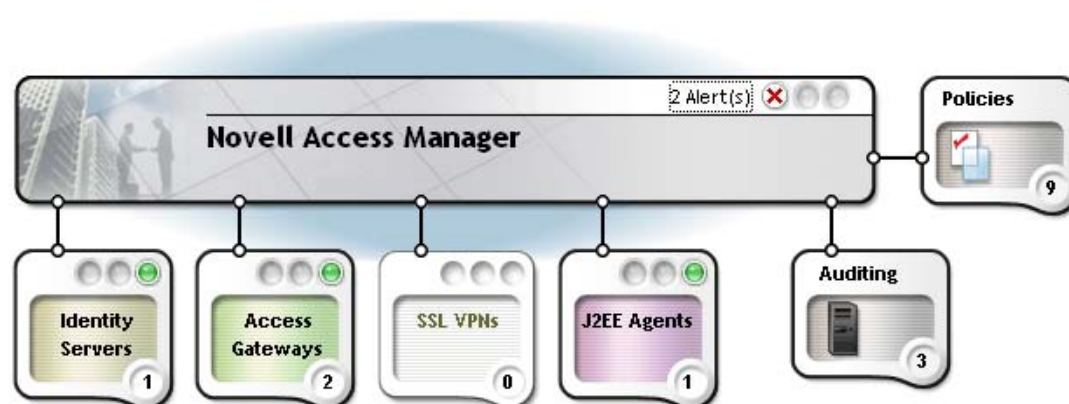 2 Alert(s)
Novell Access Manager
Policies
9
Identity
Servers
1
Access
Gateways
2
SSL VPNs
0
J2EE Agents
1
Auditing
3